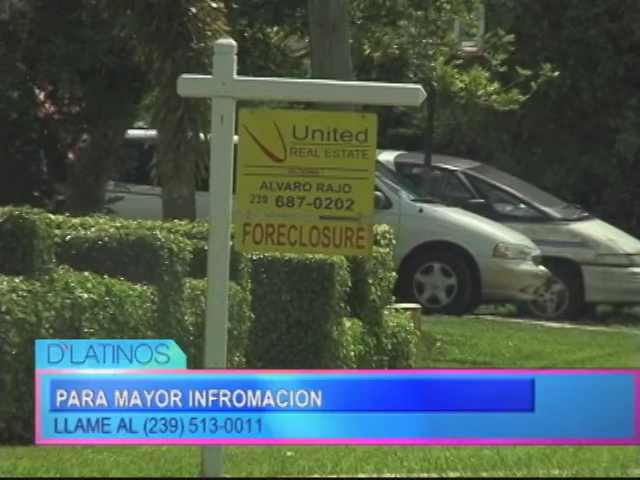 United
REAL ESTATE
ALVARO RAJO
239 687-0202
FORECLOSURE
D'LATINOS
PARA MAYOR INFROMACION
LLAME AL (239) 513-0011